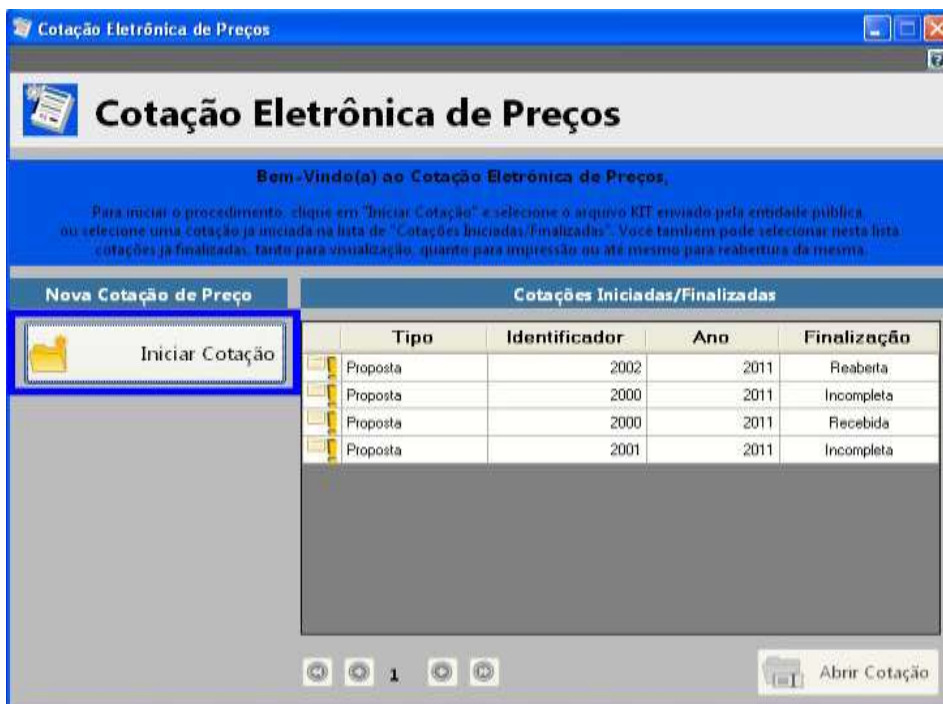 Cotação Eletrônica de Preços
Cotação Eletrônica de Preços
Bem-Vindo(a) ao Cotação Eletrônica de Preços,
Para iniciar o procedimento, clique em "Iniciar Cotação" e selecione o arquivo KIT enviado pela entidade pública,
ou selecione uma cotação já iniciada na lista de "Cotações Iniciadas/Finalizadas". Você também pode selecionar nesta lista
cotações já finalizadas, tanto para visualização, quanto para impressão ou até mesmo para reabertura da mesma.
Nova Cotação de Preço
Cotações Iniciadas/Finalizadas
Iniciar Cotação
Tipo Identificador Ano Finalização
Proposta 2002 2011 Reaberta
Proposta 2000 2011 Incompleta
Proposta 2000 2011 Recebida
Proposta 2001 2011 Incompleta
1
Abrir Cotação